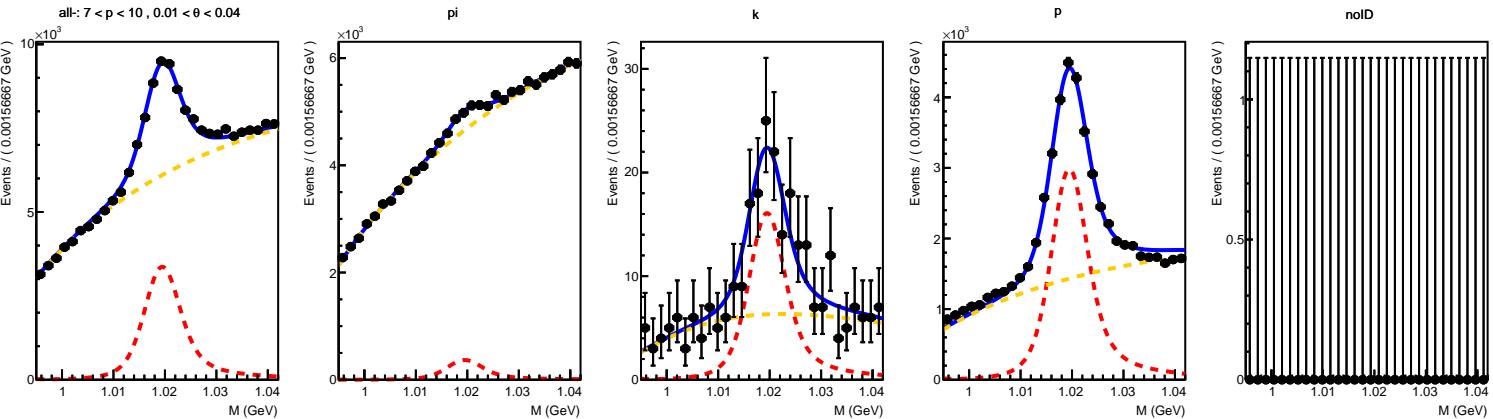 all-: 7 < p < 10 , 0.01 < θ < 0.04
×10³
Events / ( 0.00156667 GeV )
10
5
0
1 1.01 1.02 1.03 1.04
M (GeV)
pi
×10³
Events / ( 0.00156667 GeV )
6
4
2
0
1 1.01 1.02 1.03 1.04
M (GeV)
k
Events / ( 0.00156667 GeV )
30
20
10
0
1 1.01 1.02 1.03 1.04
M (GeV)
p
×10³
Events / ( 0.00156667 GeV )
4
3
2
1
0
1 1.01 1.02 1.03 1.04
M (GeV)
noID
Events / ( 0.00156667 GeV )
1
0.5
0
1 1.01 1.02 1.03 1.04
M (GeV)